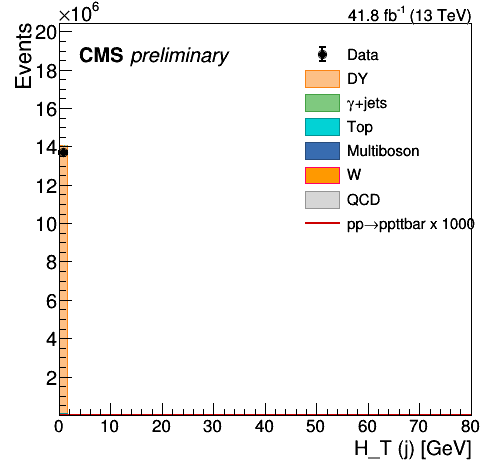 ×10⁶
41.8 fb⁻¹ (13 TeV)
Events
CMS preliminary
Data
DY
γ+jets
Top
Multiboson
W
QCD
pp→ppttbar x 1000
20
18
16
14
12
10
8
6
4
2
0 10 20 30 40 50 60 70 80
H_T (j) [GeV]